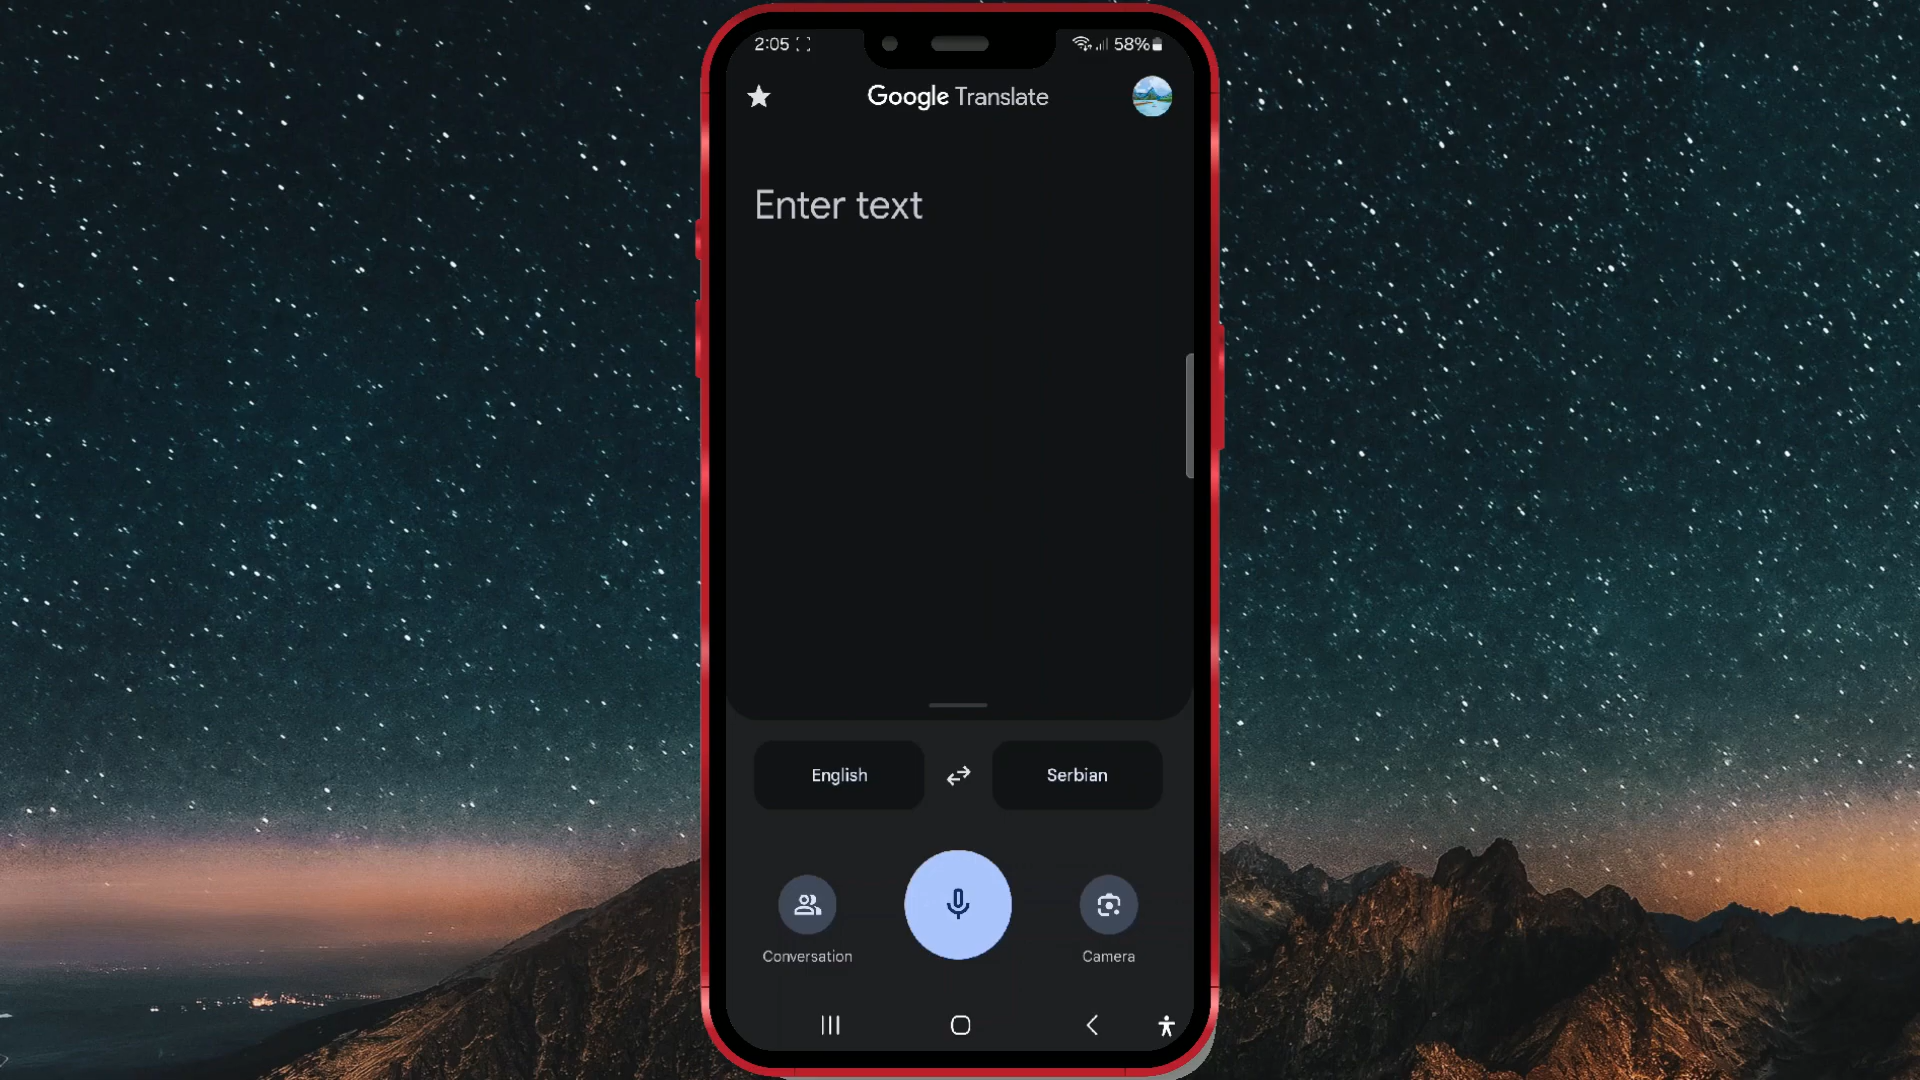 2:05 58%
Google Translate
Enter text
English Serbian
Conversation Camera